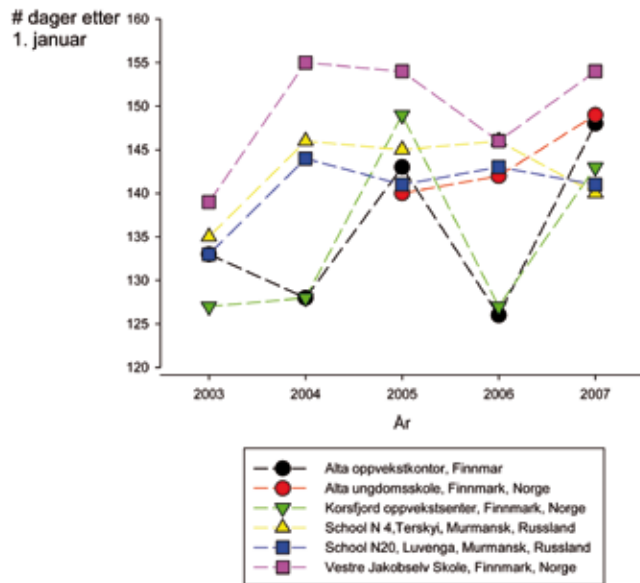 # dager etter
1. januar
160
155
150
145
140
135
130
125
120
2003 2004 2005 2006 2007
År
Alta oppvekstkontor, Finnmar
Alta ungdomsskole, Finnmark, Norge
Korsfjord oppvekstsenter, Finnmark, Norge
School N 4,Terskyi, Murmansk, Russland
School N20, Luvenga, Murmansk, Russland
Vestre Jakobselv Skole, Finnmark, Norge